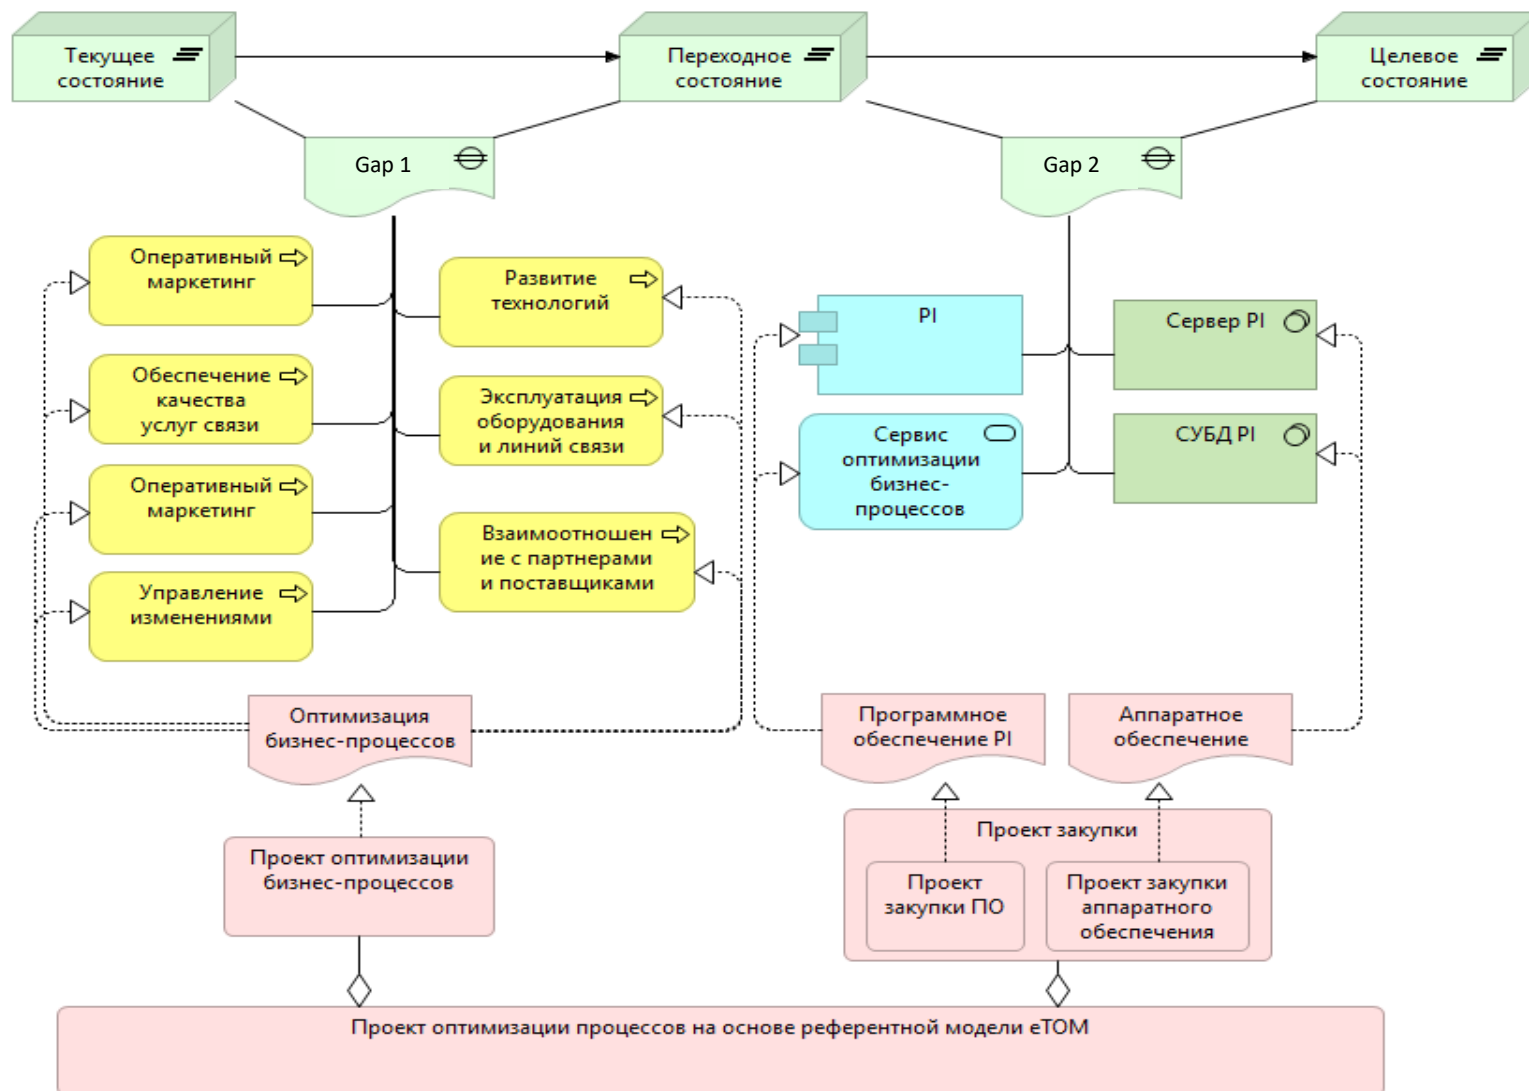 Текущее
состояние
Переходное
состояние
Целевое
состояние
Gap 1
Gap 2
Оперативный
маркетинг
Развитие
технологий
PI
Сервер PI
Обеспечение
качества
услуг связи
Эксплуатация
оборудования
и линий связи
Сервис
оптимизации
бизнес-
процессов
СУБД PI
Оперативный
маркетинг
Взаимоотношен
ие с партнерами
и поставщиками
Управление
изменениями
Оптимизация
бизнес-процессов
Программное
обеспечение PI
Аппаратное
обеспечение
Проект оптимизации
бизнес-процессов
Проект закупки
Проект
закупки ПО
Проект закупки
аппаратного
обеспечения
Проект оптимизации процессов на основе референтной модели eTOM